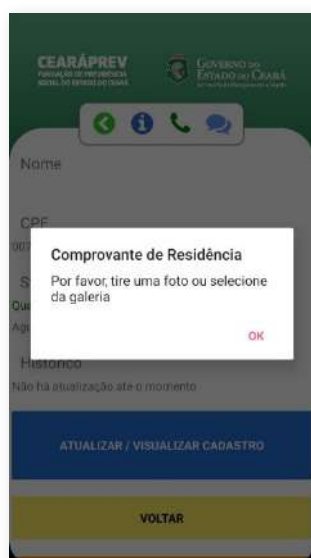 CEARÁPREV
FUNDAÇÃO DE PREVIDÊNCIA
SOCIAL DO ESTADO DO CEARÁ
GOVERNO DO
ESTADO DO CEARÁ
Nome
CPF
007
Comprovante de Residência
Por favor, tire uma foto ou selecione
da galeria
OK
Histórico
Não há atualização até o momento
ATUALIZAR / VISUALIZAR CADASTRO
VOLTAR